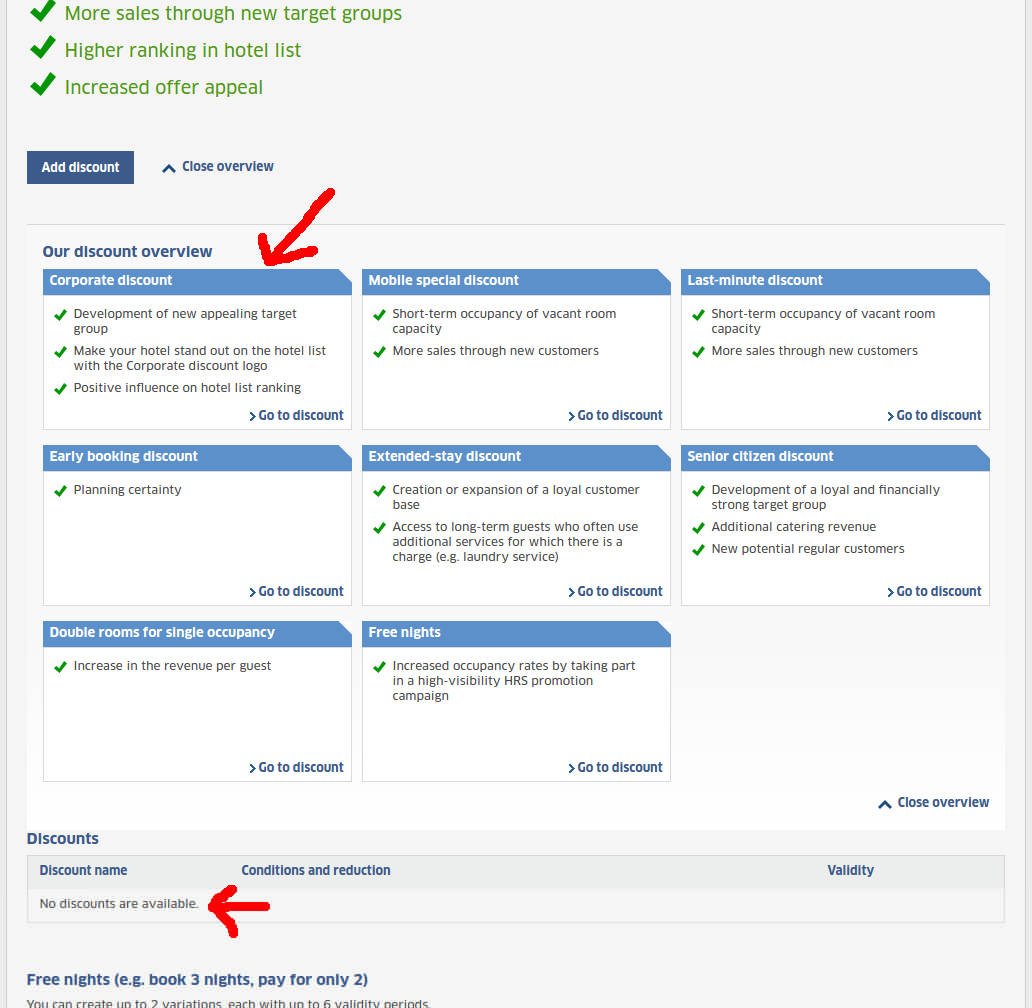 More sales through new target groups
Higher ranking in hotel list
Increased offer appeal
Add discount
Close overview
Our discount overview
Corporate discount
Development of new appealing target
group
Make your hotel stand out on the hotel list
with the Corporate discount logo
Positive influence on hotel list ranking
Go to discount
Mobile special discount
Short-term occupancy of vacant room
capacity
More sales through new customers
Go to discount
Last-minute discount
Short-term occupancy of vacant room
capacity
More sales through new customers
Go to discount
Early booking discount
Planning certainty
Go to discount
Extended-stay discount
Creation or expansion of a loyal customer
base
Access to long-term guests who often use
additional services for which there is a
charge (e.g. laundry service)
Go to discount
Senior citizen discount
Development of a loyal and financially
strong target group
Additional catering revenue
New potential regular customers
Go to discount
Double rooms for single occupancy
Increase in the revenue per guest
Go to discount
Free nights
Increased occupancy rates by taking part
in a high-visibility HRS promotion
campaign
Go to discount
Close overview
Discounts
Discount name Conditions and reduction Validity
No discounts are available.
Free nights (e.g. book 3 nights, pay for only 2)
You can create up to 2 variations, each with up to 6 validity periods.